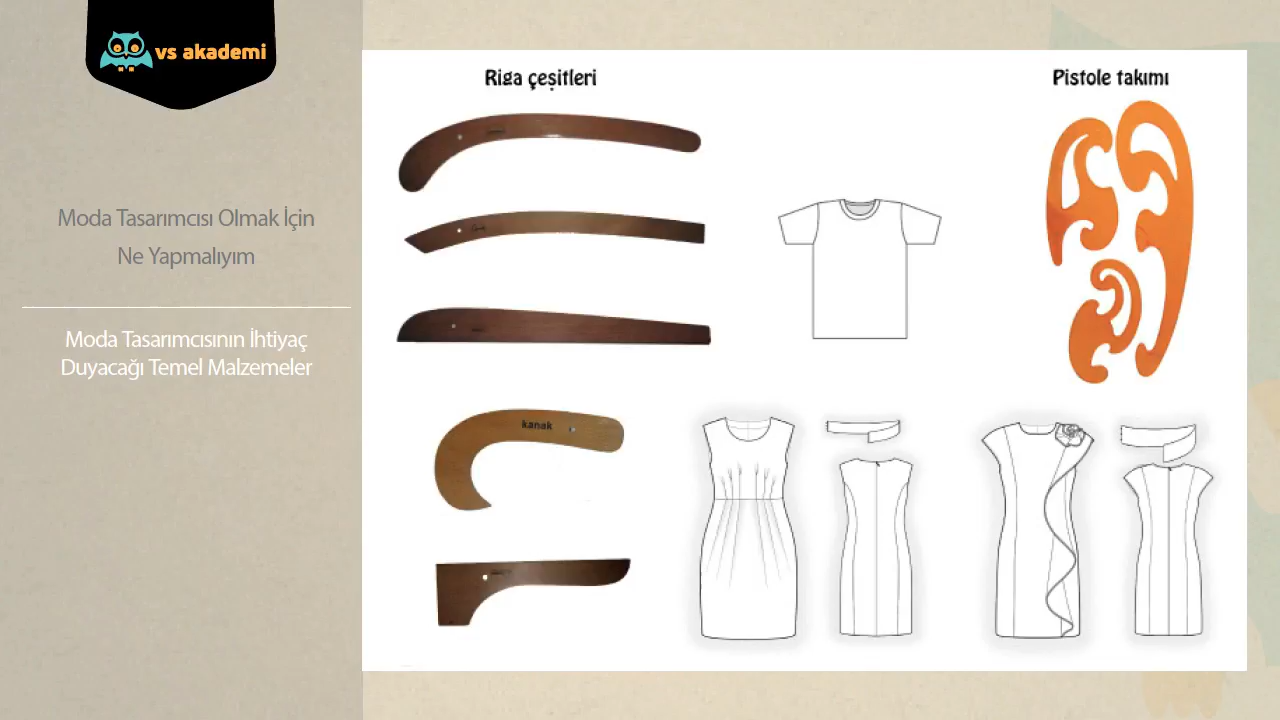 vs akademi
Moda Tasarımcısı Olmak İçin
Ne Yapmalıyım
Moda Tasarımcısının İhtiyaç
Duyacağı Temel Malzemeler
Riga çeşitleri
Pistole takımı
kanak